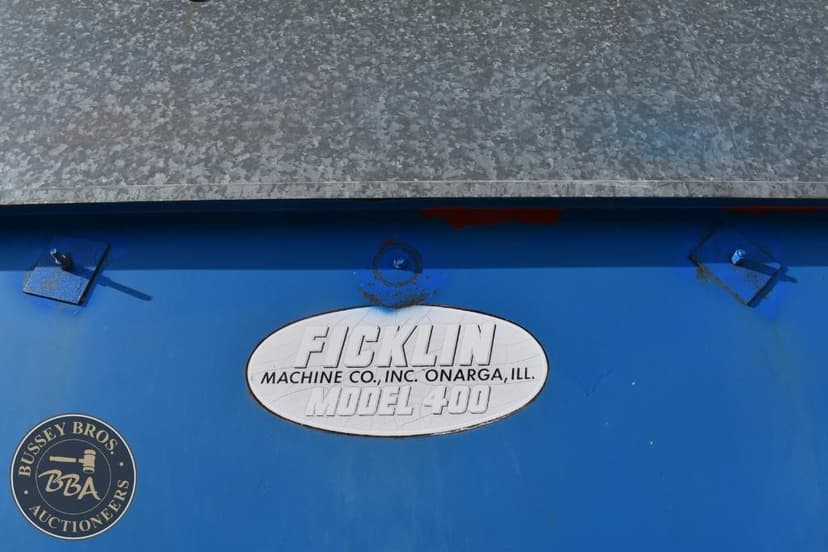 FICKLIN
MACHINE CO., INC. ONARGA, ILL.
MODEL 400
BUSSEY BROS.
BBA
AUCTIONEERS